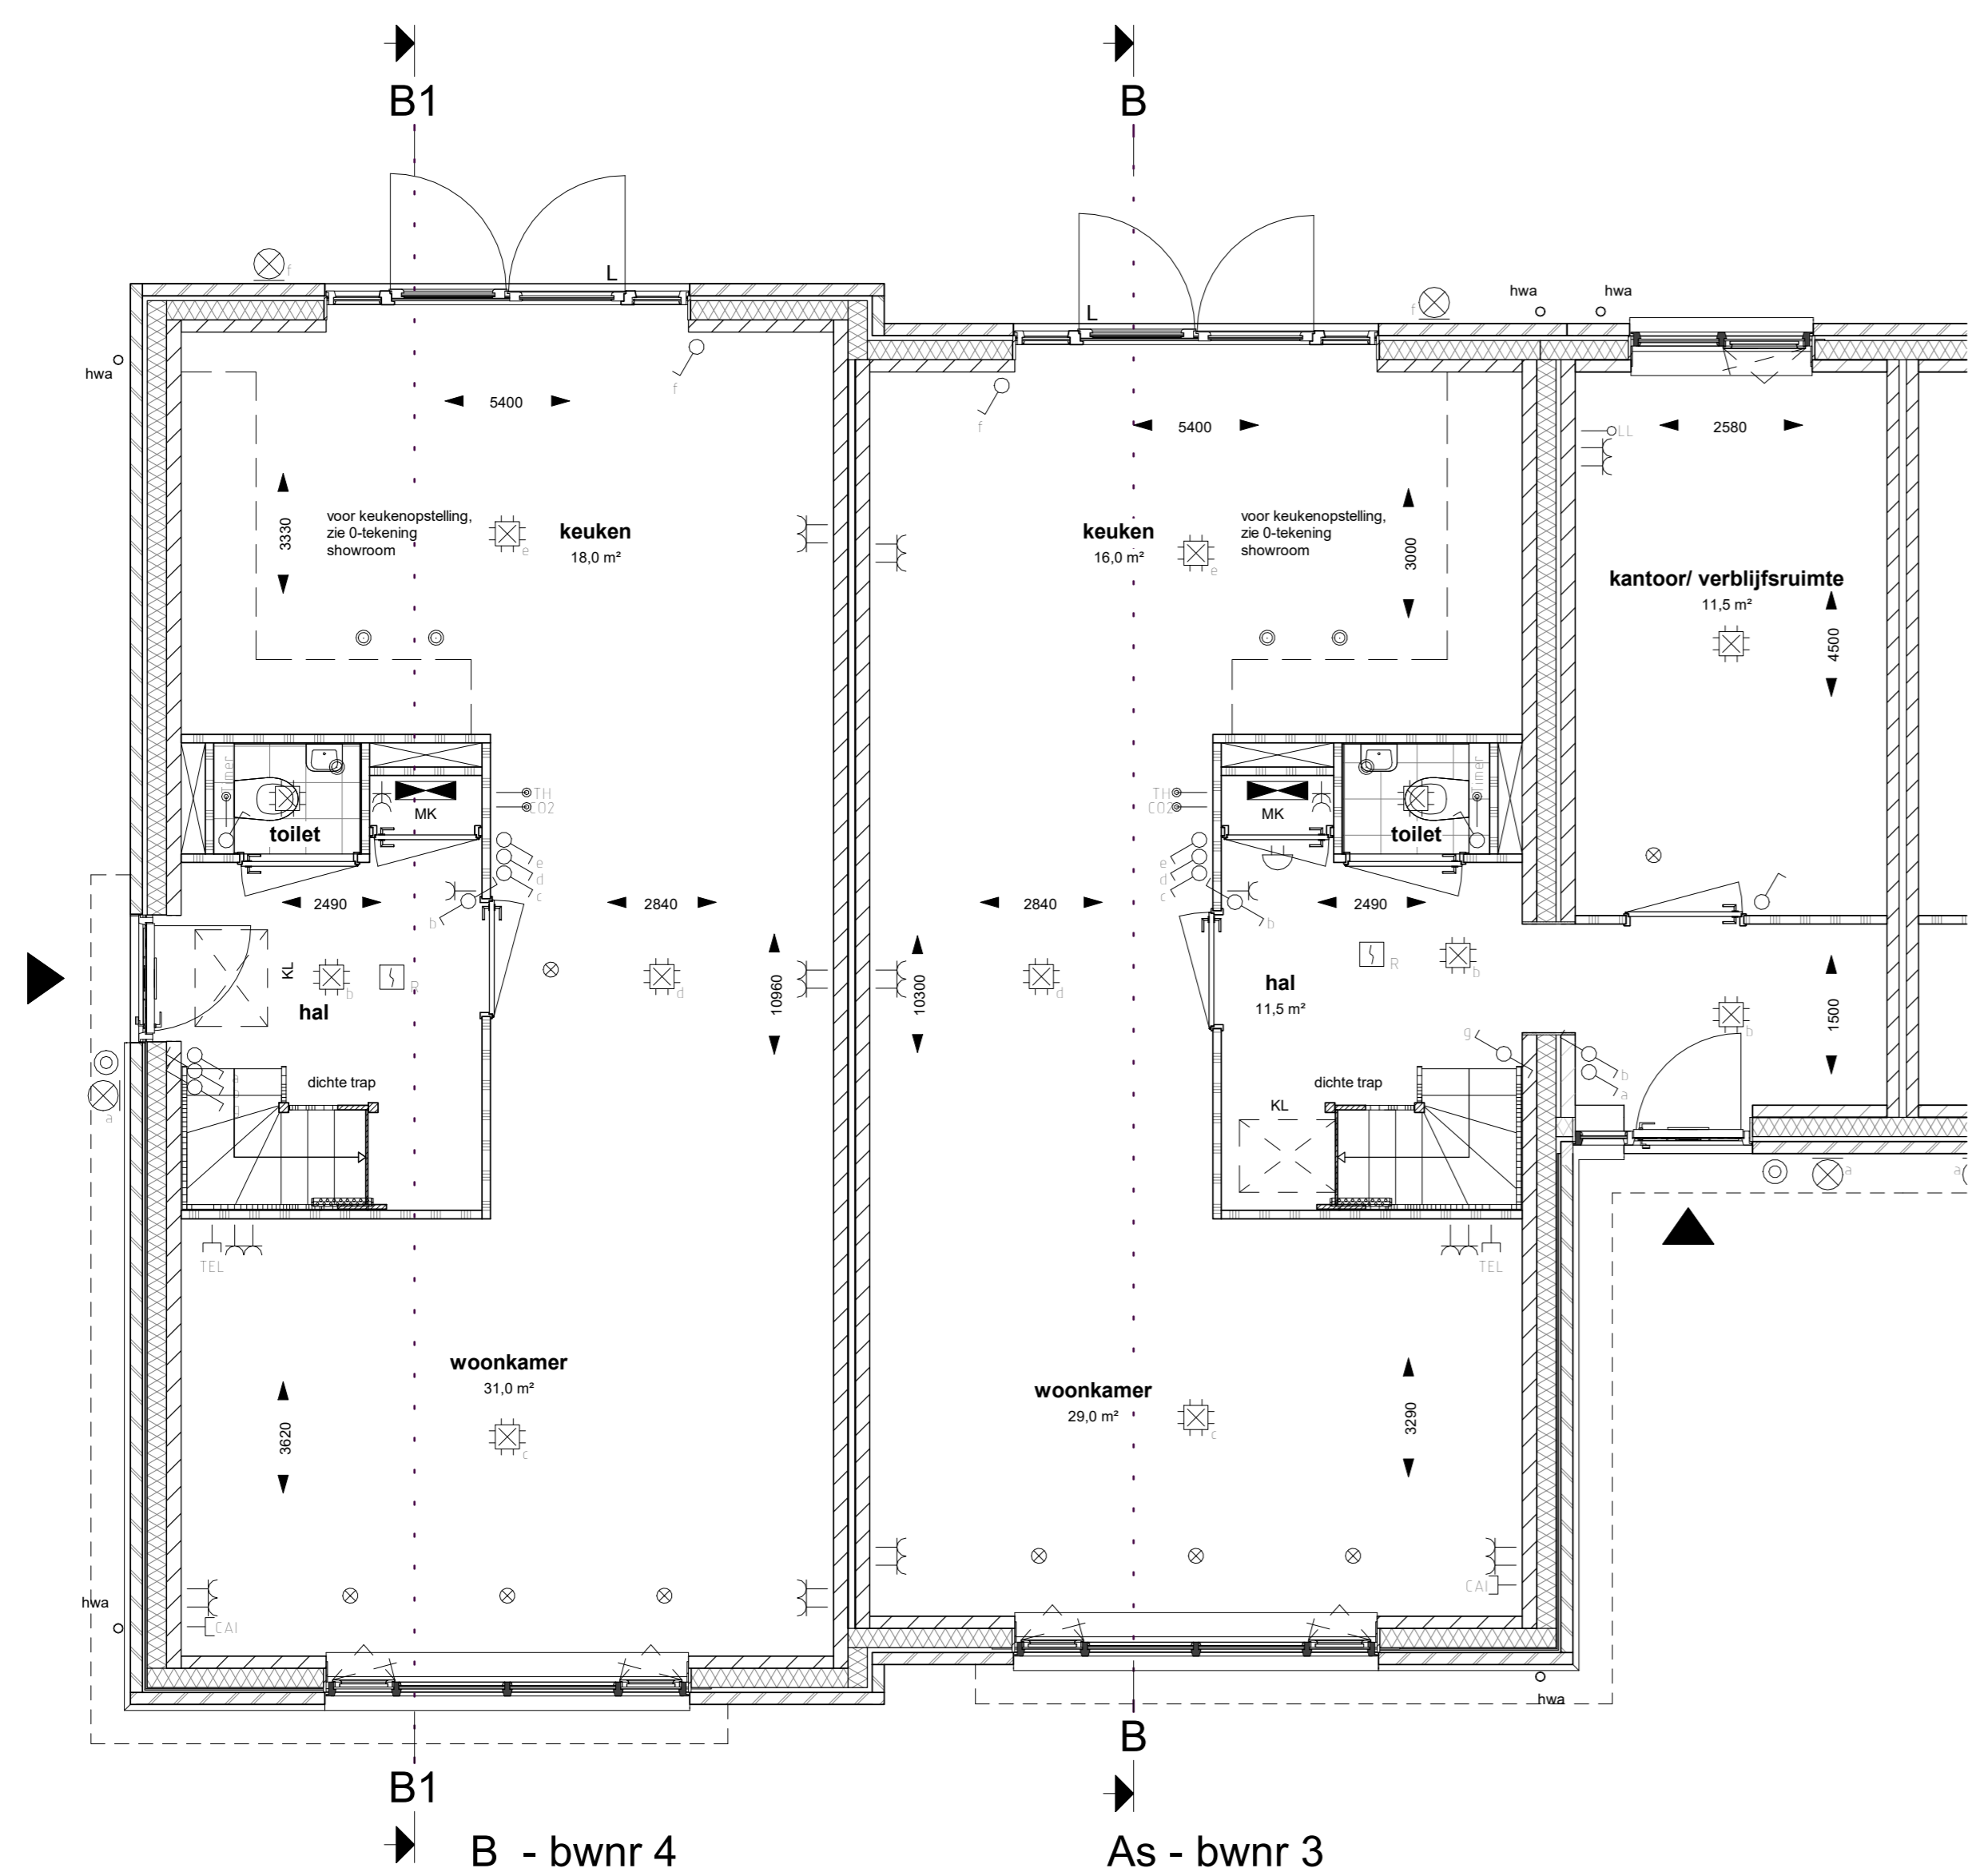 B1
B
L
f
hwa
hwa
L
f
hwa
f
f
5400
5400
2580
LL
3330
voor keukenopstelling,
zie 0-tekening
showroom
e
keuken
18,0 m²
keuken
16,0 m²
e
voor keukenopstelling,
zie 0-tekening
showroom
3000
kantoor/ verblijfsruimte
11,5 m²
4500
Timer
toilet
MK
TH
CO2
TH
CO2
MK
toilet
Timer
e
d
c
e
d
c
2490
b
2840
2840
b
2490
KL
b
R
hal
d
10960
10300
d
hal
11,5 m²
R
b
b
1500
g
b
a
a
a
g
dichte trap
dichte trap
KL
a
a
TEL
TEL
woonkamer
31,0 m²
c
3620
woonkamer
29,0 m²
c
3290
hwa
CAI
CAI
hwa
B
B1
B - bwnr 4
As - bwnr 3